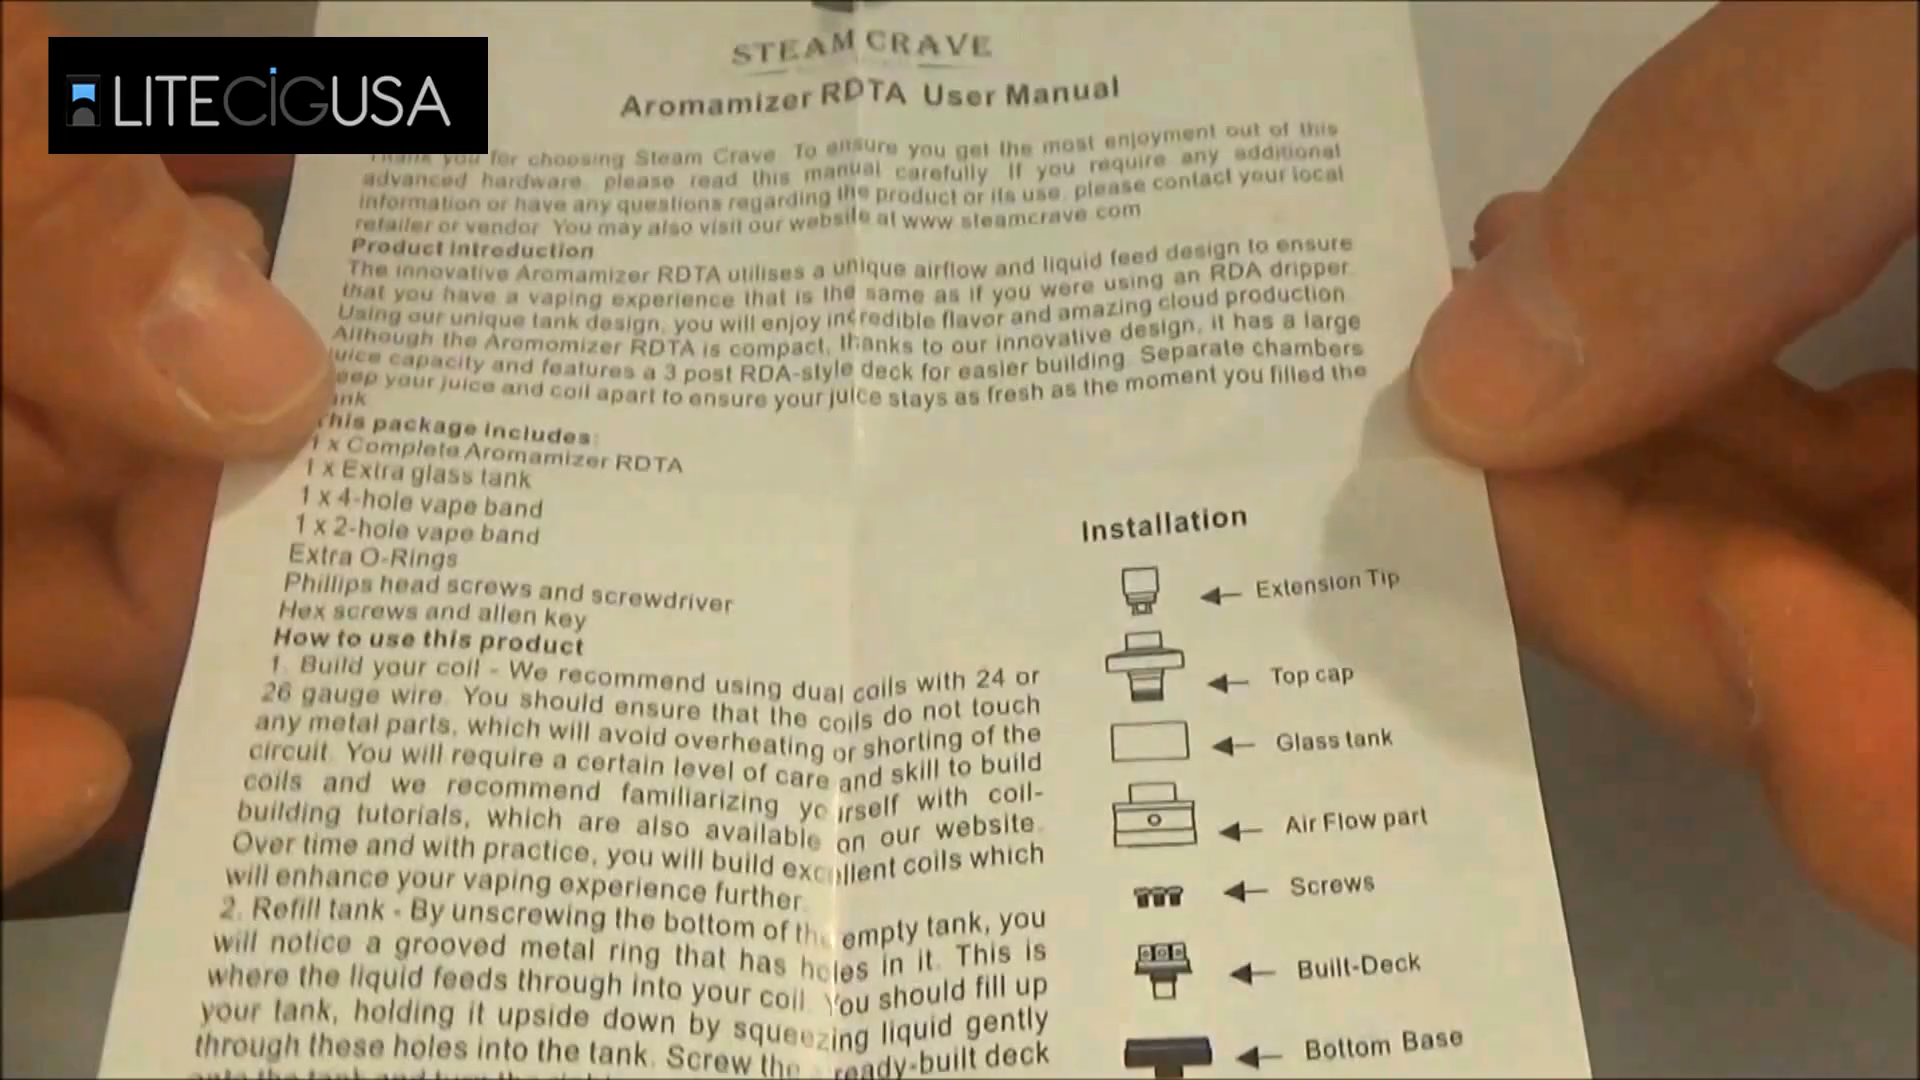 LITECIGUSA
STEAM CRAVE
Aromamizer RDTA User Manual
Thank you for choosing Steam Crave. To ensure you get the most enjoyment out of this
advanced hardware, please read this manual carefully. If you require any additional
information or have any questions regarding the product or its use, please contact your local
retailer or vendor. You may also visit our website at www.steamcrave.com
Product introduction
The innovative Aromamizer RDTA utilises a unique airflow and liquid feed design to ensure
that you have a vaping experience that is the same as if you were using an RDA dripper.
Using our unique tank design, you will enjoy incredible flavor and amazing cloud production.
Although the Aromomizer RDTA is compact, thanks to our innovative design, it has a large
juice capacity and features a 3 post RDA-style deck for easier building. Separate chambers
eep your juice and coil apart to ensure your juice stays as fresh as the moment you filled the
ank
This package includes:
1 x Complete Aromamizer RDTA
1 x Extra glass tank
1 x 4-hole vape band
1 x 2-hole vape band
Extra O-Rings
Phillips head screws and screwdriver
Hex screws and allen key
How to use this product
1. Build your coil - We recommend using dual coils with 24 or
26 gauge wire. You should ensure that the coils do not touch
any metal parts, which will avoid overheating or shorting of the
circuit. You will require a certain level of care and skill to build
coils and we recommend familiarizing yourself with coil-
building tutorials, which are also available on our website.
Over time and with practice, you will build excellent coils which
will enhance your vaping experience further.
2. Refill tank - By unscrewing the bottom of the empty tank, you
will notice a grooved metal ring that has holes in it. This is
where the liquid feeds through into your coil. You should fill up
your tank, holding it upside down by squeezing liquid gently
through these holes into the tank. Screw the ready-built deck
Installation
Extension Tip
Top cap
Glass tank
Air Flow part
Screws
Built-Deck
Bottom Base